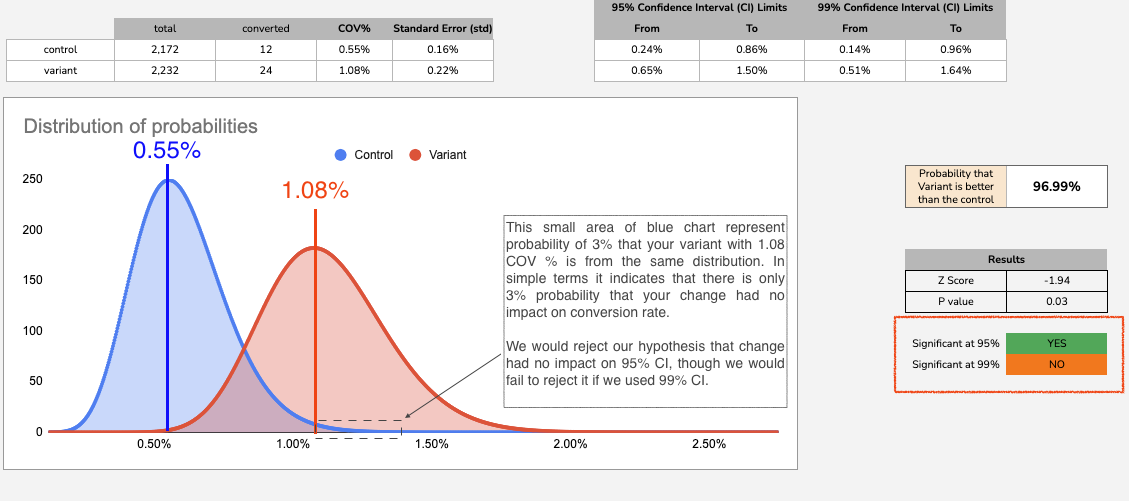 95% Confidence Interval (CI) Limits 99% Confidence Interval (CI) Limits
total converted COV% Standard Error (std) From To From To
control 2,172 12 0.55% 0.16% 0.24% 0.86% 0.14% 0.96%
variant 2,232 24 1.08% 0.22% 0.65% 1.50% 0.51% 1.64%
Distribution of probabilities
0.55%
Control Variant
1.08%
250
200
150
100
50
0
0.50% 1.00% 1.50% 2.00% 2.50%
This small area of blue chart represent
probability of 3% that your variant with 1.08
COV % is from the same distribution. In
simple terms it indicates that there is only
3% probability that your change had no
impact on conversion rate.
We would reject our hypothesis that change
had no impact on 95% CI, though we would
fail to reject it if we used 99% CI.
Probability that
Variant is better
than the control
96.99%
Results
Z Score -1.94
P value 0.03
Significant at 95% YES
Significant at 99% NO